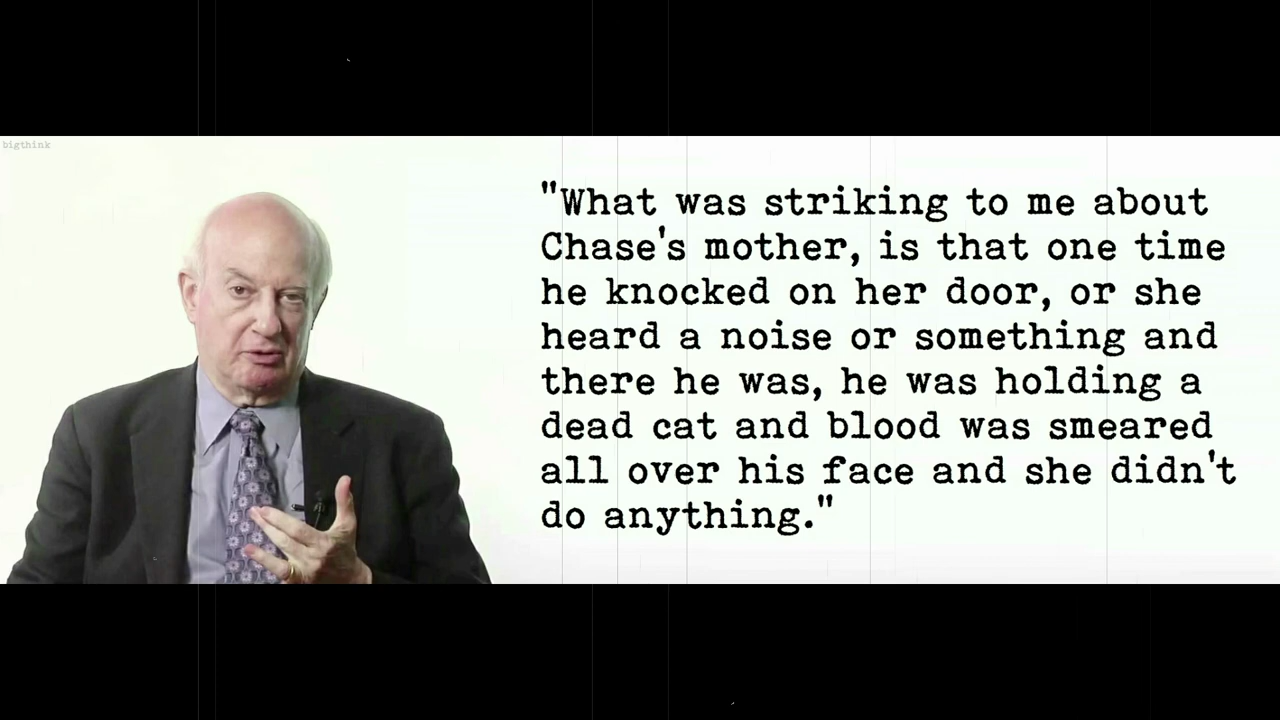 bigthink
"What was striking to me about
Chase's mother, is that one time
he knocked on her door, or she
heard a noise or something and
there he was, he was holding a
dead cat and blood was smeared
all over his face and she didn't
do anything."